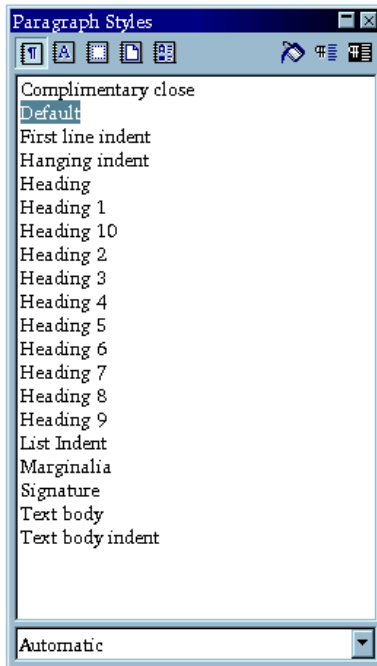 Paragraph Styles
Complimentary close
Default
First line indent
Hanging indent
Heading
Heading 1
Heading 10
Heading 2
Heading 3
Heading 4
Heading 5
Heading 6
Heading 7
Heading 8
Heading 9
List Indent
Marginalia
Signature
Text body
Text body indent
Automatic